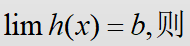 lim h(x) = b, 则